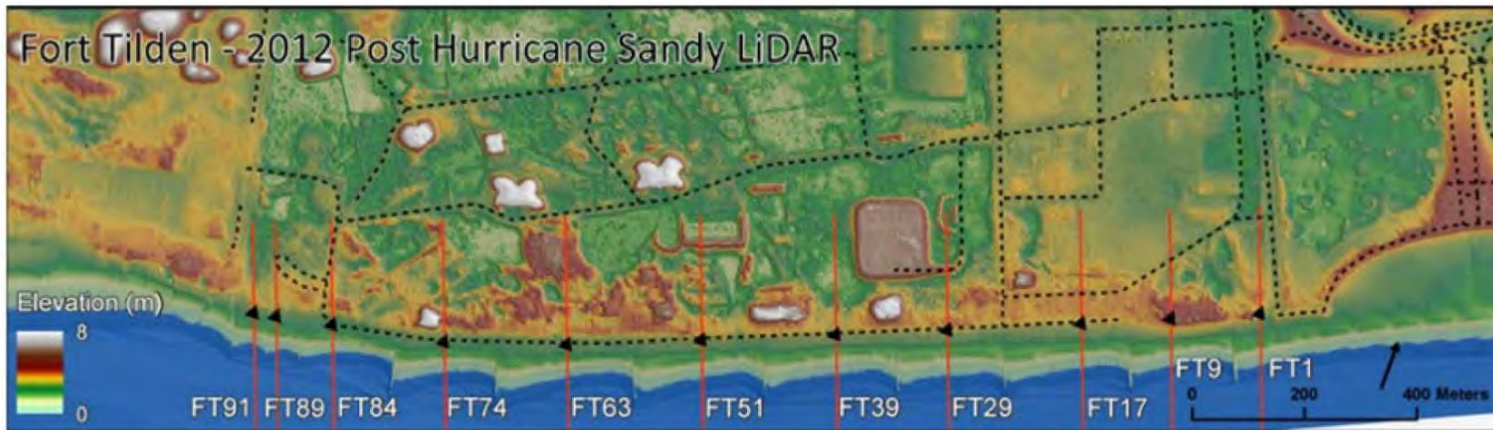 Fort Tilden - 2012 Post Hurricane Sandy LiDAR
Elevation (m)
8
0
FT91 FT89 FT84 FT74 FT63 FT51 FT39 FT29 FT17 FT9 FT1
0 200 400 Meters